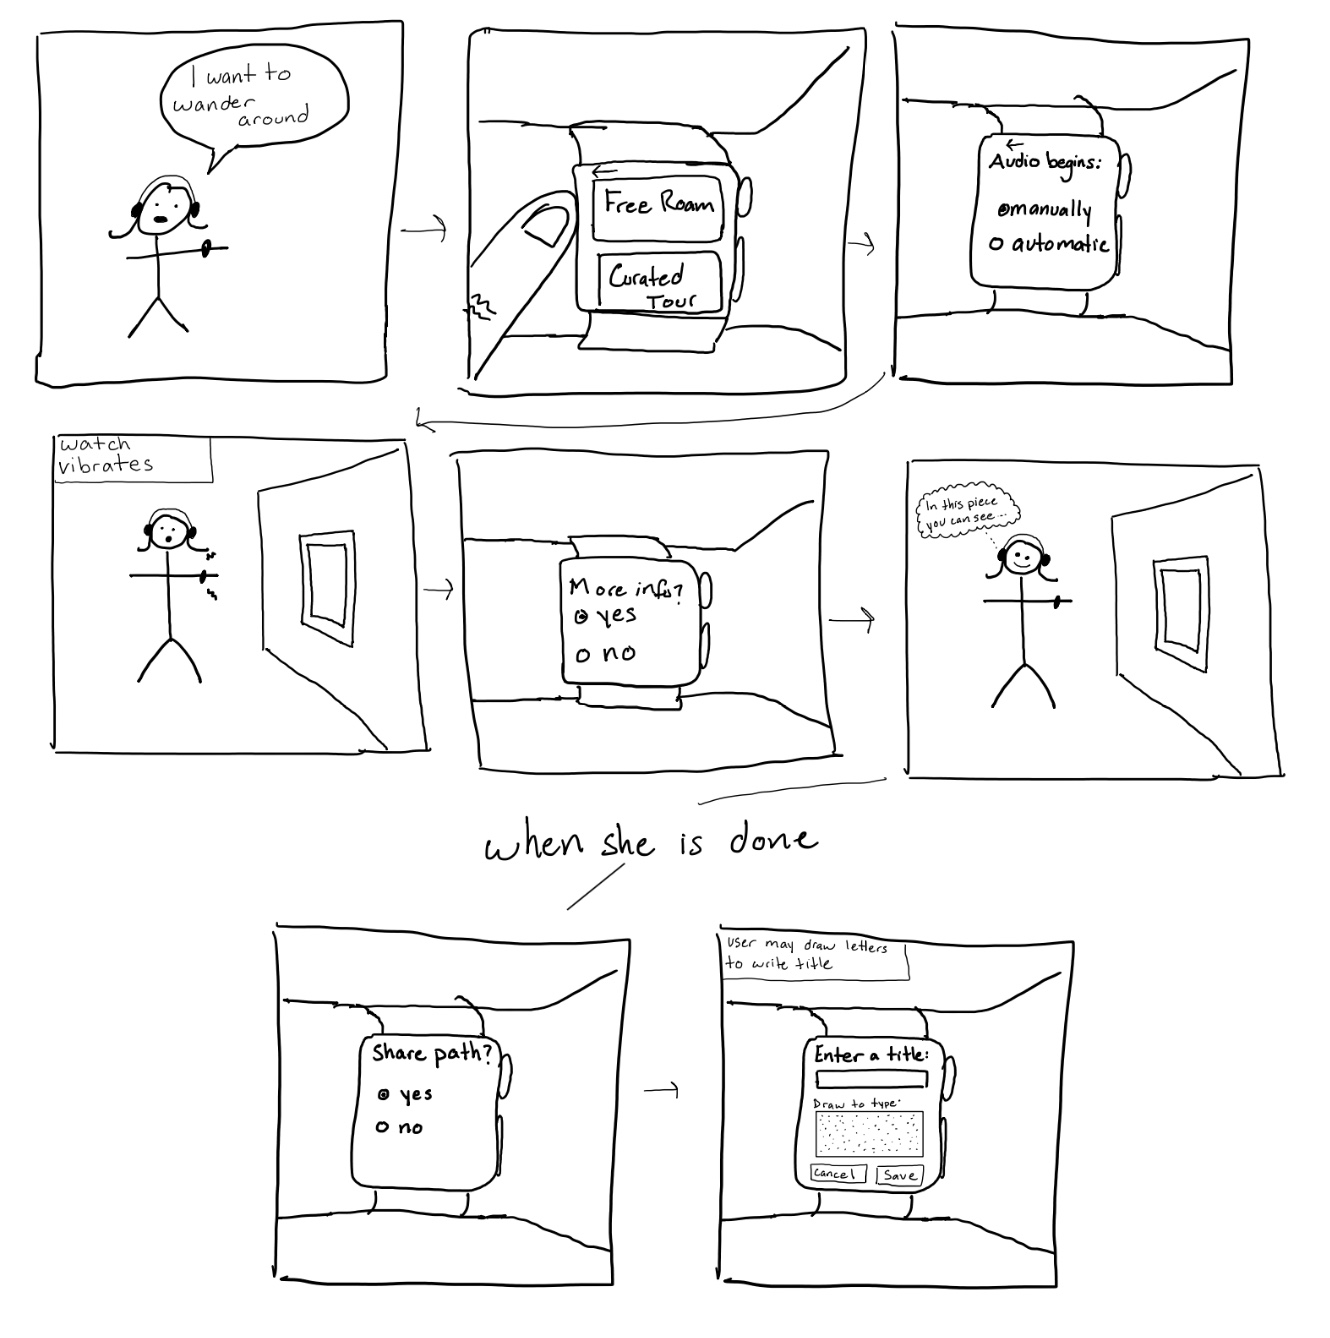 I want to
wander
around
Free Roam
Curated
Tour
Audio begins:
manually
automatic
watch
vibrates
More info?
yes
no
In this piece
you can see...
when she is done
Share path?
yes
no
user may draw letters
to write title
Enter a title:
Draw to type:
Cancel
Save